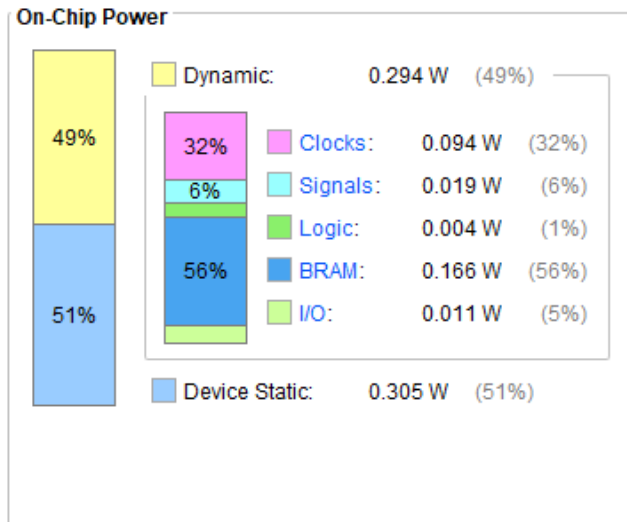 On-Chip Power
Dynamic: 0.294 W (49%)
49%
32%
Clocks: 0.094 W (32%)
6%
Signals: 0.019 W (6%)
Logic: 0.004 W (1%)
56%
BRAM: 0.166 W (56%)
51%
I/O: 0.011 W (5%)
Device Static: 0.305 W (51%)